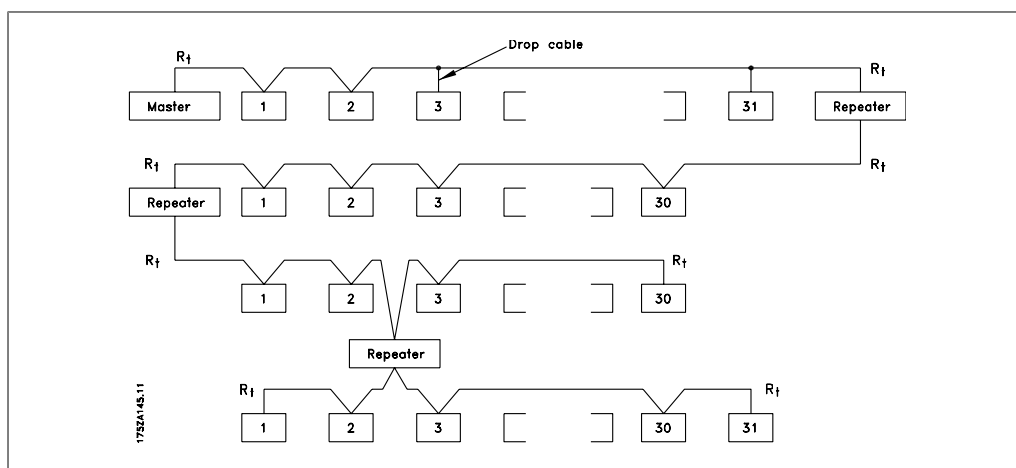 Drop cable
Rt Rt
Master 1 2 3 31 Repeater
Rt Rt
Repeater 1 2 3 30
Rt Rt
1 2 3 30
Repeater
Rt Rt
1 2 3 30 31
175ZA145.11